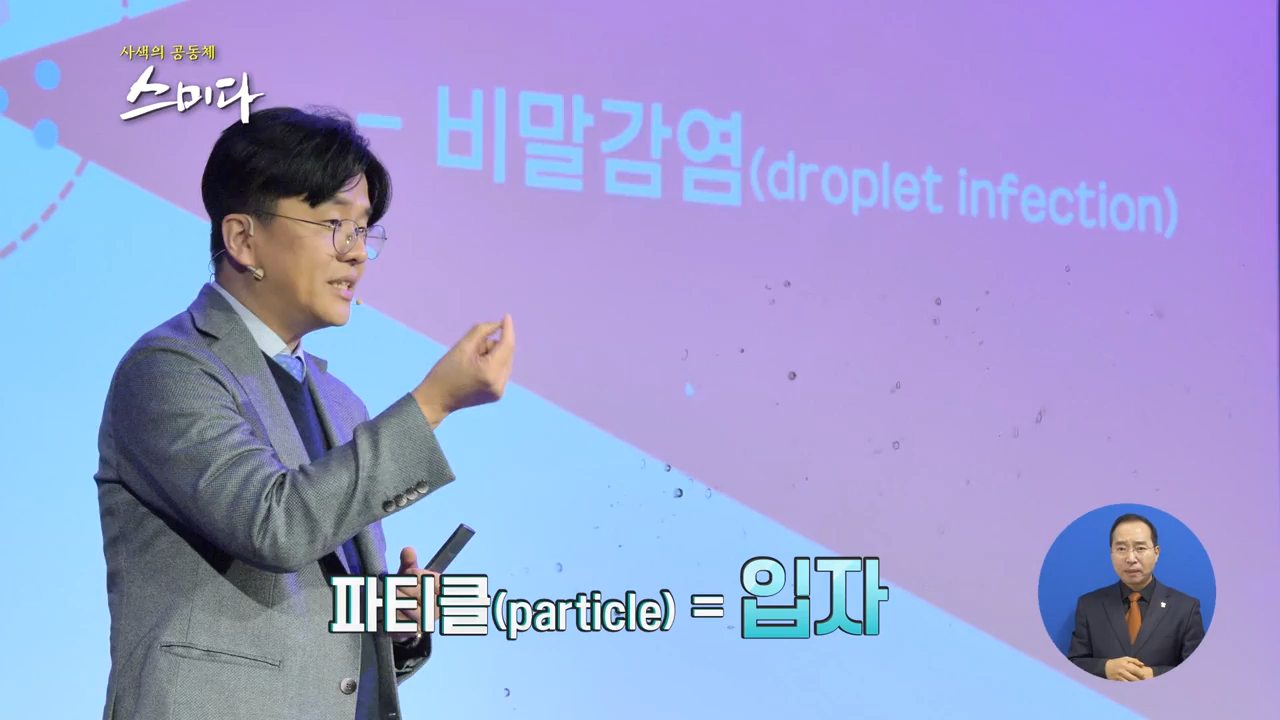 사색의 공동체
스미다
- 비말감염(droplet infection)
파티클(particle) = 입자